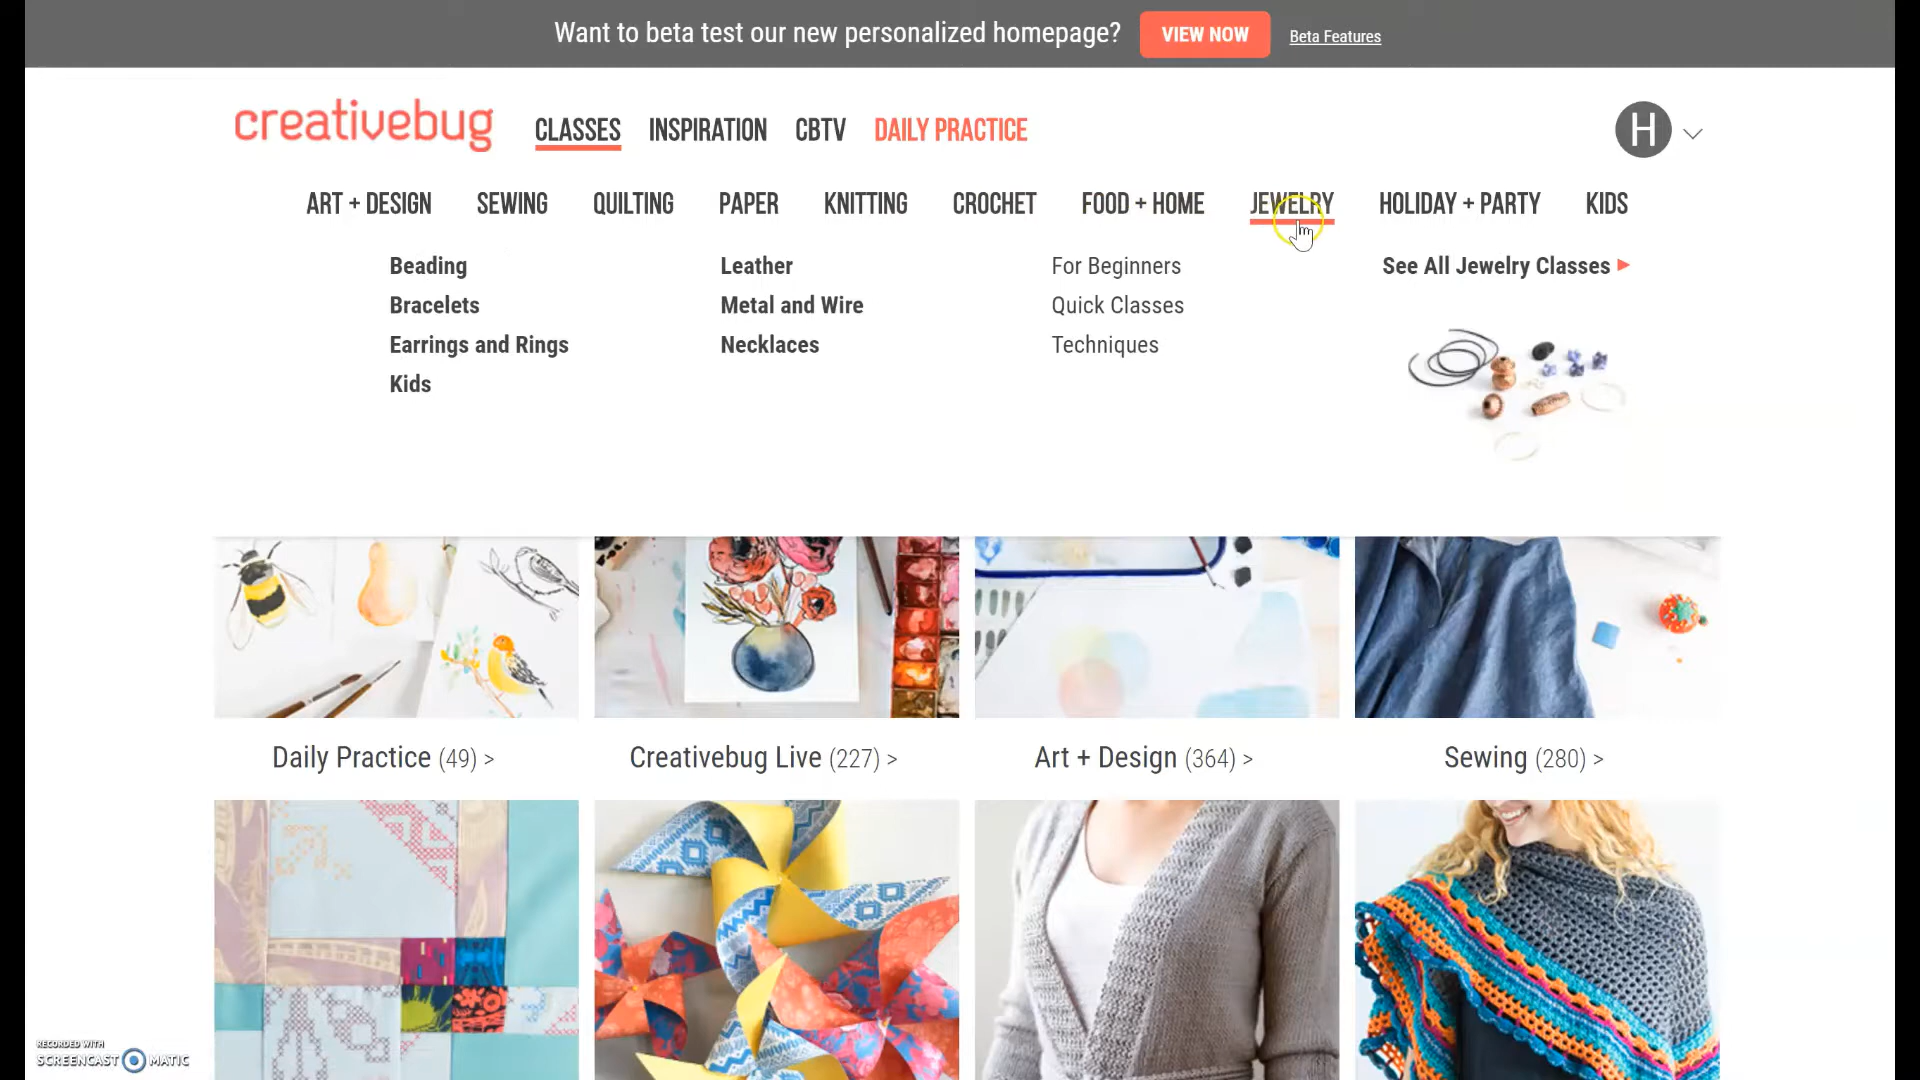 Want to beta test our new personalized homepage? VIEW NOW Beta Features
creativebug CLASSES INSPIRATION CBTV DAILY PRACTICE H
ART + DESIGN SEWING QUILTING PAPER KNITTING CROCHET FOOD + HOME JEWELRY HOLIDAY + PARTY KIDS
Beading Leather For Beginners See All Jewelry Classes
Bracelets Metal and Wire Quick Classes
Earrings and Rings Necklaces Techniques
Kids
Daily Practice (49) > Creativebug Live (227) > Art + Design (364) > Sewing (280) >
RECORDED WITH
SCREENCAST MATIC